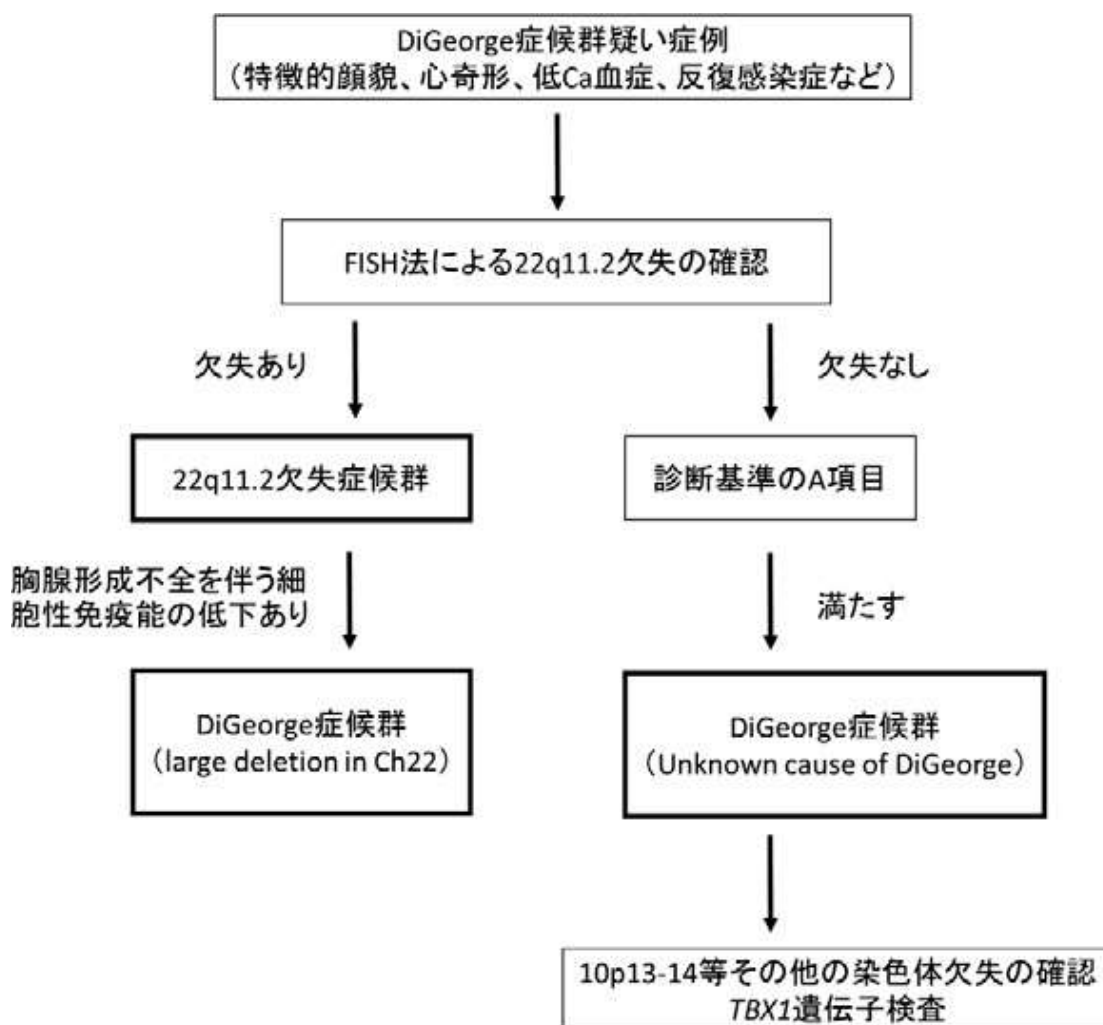 DiGeorge症候群疑い症例
（特徴的顔貌、心奇形、低Ca血症、反復感染症など）
FISH法による22q11.2欠失の確認
欠失あり
欠失なし
22q11.2欠失症候群
診断基準のA項目
胸腺形成不全を伴う細
胞性免疫能の低下あり
満たす
DiGeorge症候群
（large deletion in Ch22）
DiGeorge症候群
（Unknown cause of DiGeorge）
10p13-14等その他の染色体欠失の確認
TBX1遺伝子検査